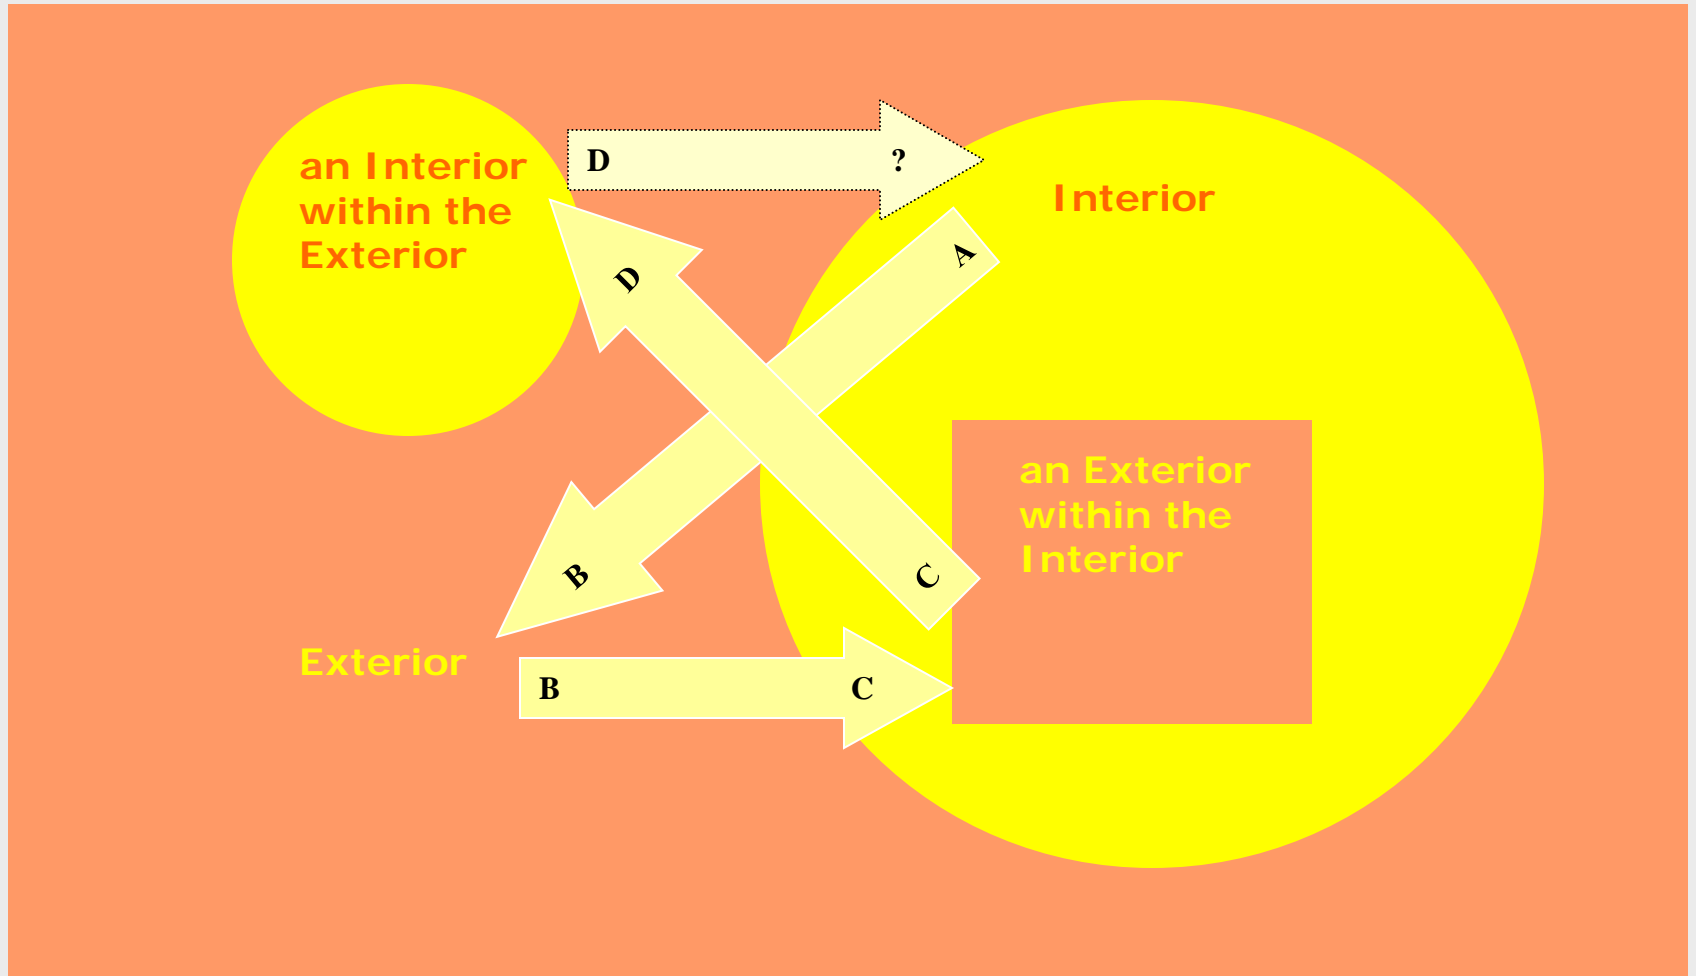 an Interior
within the
Exterior
D ?
Interior
A
D
an Exterior
within the
Interior
B
C
Exterior
B C